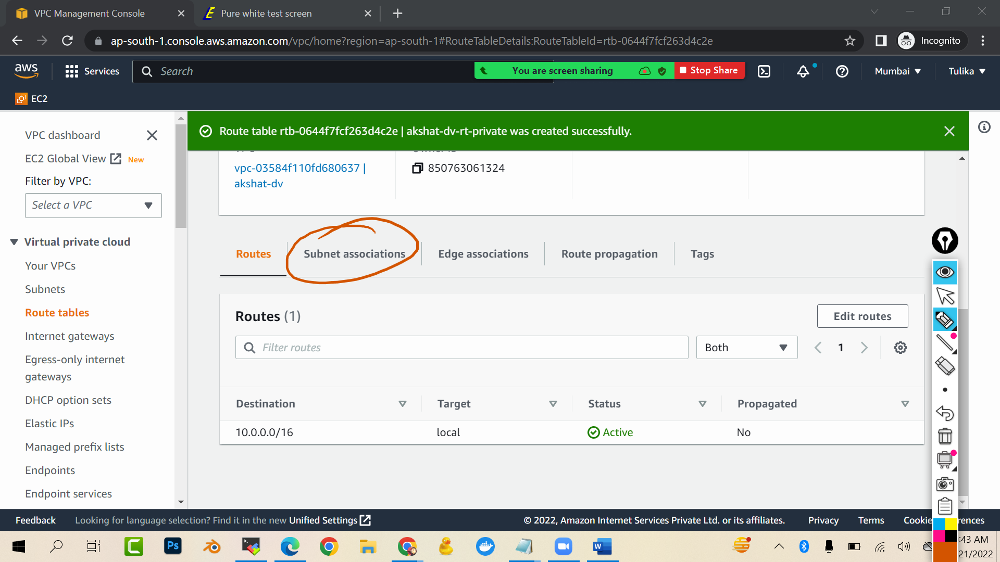 VPC Management Console
Pure white test screen
ap-south-1.console.aws.amazon.com/vpc/home?region=ap-south-1#RouteTableDetails:RouteTableId=rtb-0644f7fcf263d4c2e
Incognito
aws
Services
Search
You are screen sharing
Stop Share
Mumbai
Tulika
EC2
VPC dashboard
EC2 Global View New
Filter by VPC:
Select a VPC
Virtual private cloud
Your VPCs
Subnets
Route tables
Internet gateways
Egress-only internet
gateways
DHCP option sets
Elastic IPs
Managed prefix lists
Endpoints
Endpoint services
Route table rtb-0644f7fcf263d4c2e | akshat-dv-rt-private was created successfully.
vpc-03584f110fd680637 |
akshat-dv
850763061324
Routes
Subnet associations
Edge associations
Route propagation
Tags
Routes (1)
Edit routes
Filter routes
Both
1
Destination
Target
Status
Propagated
10.0.0.0/16
local
Active
No
Feedback
Looking for language selection? Find it in the new Unified Settings
© 2022, Amazon Internet Services Private Ltd. or its affiliates.
Privacy
Terms
Cookie
rences
Ps
W
:43 AM
21/2022